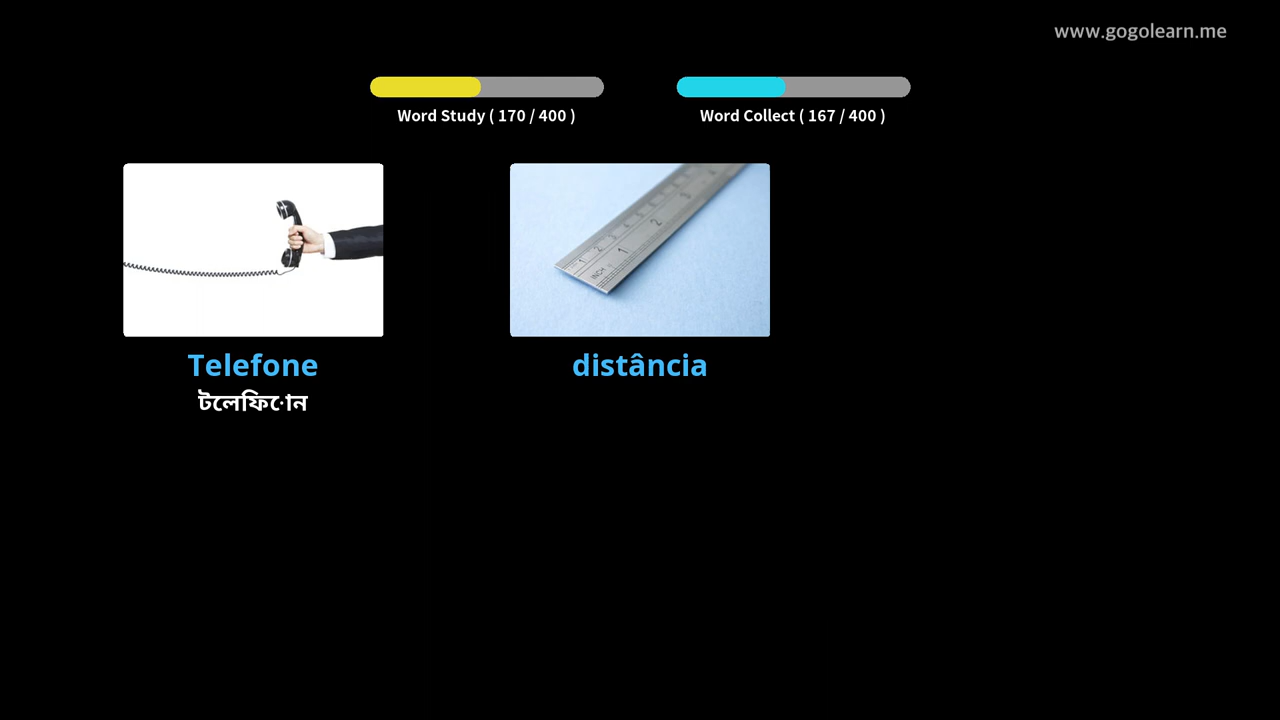 www.gogolearn.me
Word Study ( 170 / 400 )
Word Collect ( 167 / 400 )
Telefone
টেলিফোন
distância